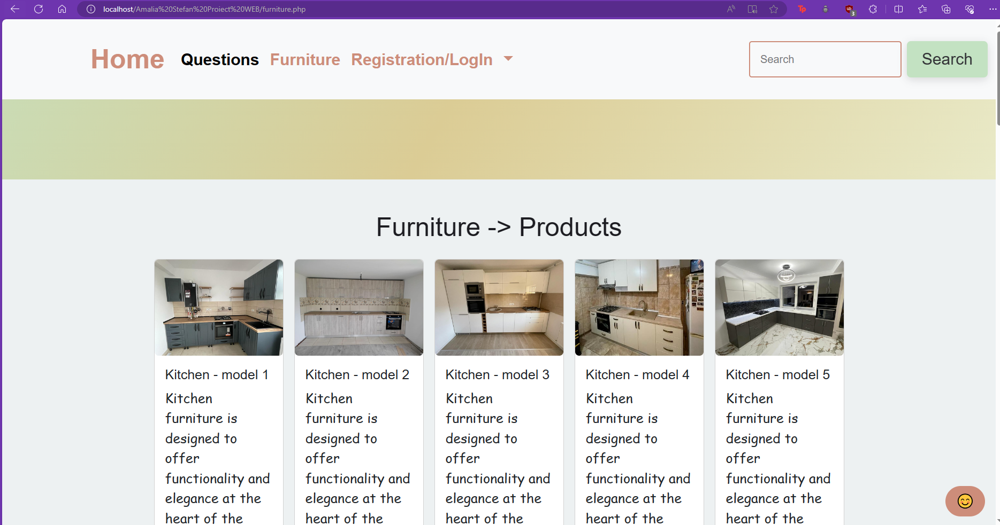 localhost/Amalia%20Stefan%20Proiect%20WEB/furniture.php
Home Questions Furniture Registration/LogIn Search Search
Furniture -> Products
Kitchen - model 1
Kitchen
furniture is
designed to
offer
functionality and
elegance at the
heart of the
Kitchen - model 2
Kitchen
furniture is
designed to
offer
functionality and
elegance at the
heart of the
Kitchen - model 3
Kitchen
furniture is
designed to
offer
functionality and
elegance at the
heart of the
Kitchen - model 4
Kitchen
furniture is
designed to
offer
functionality and
elegance at the
heart of the
Kitchen - model 5
Kitchen
furniture is
designed to
offer
functionality and
elegance at the
heart of the